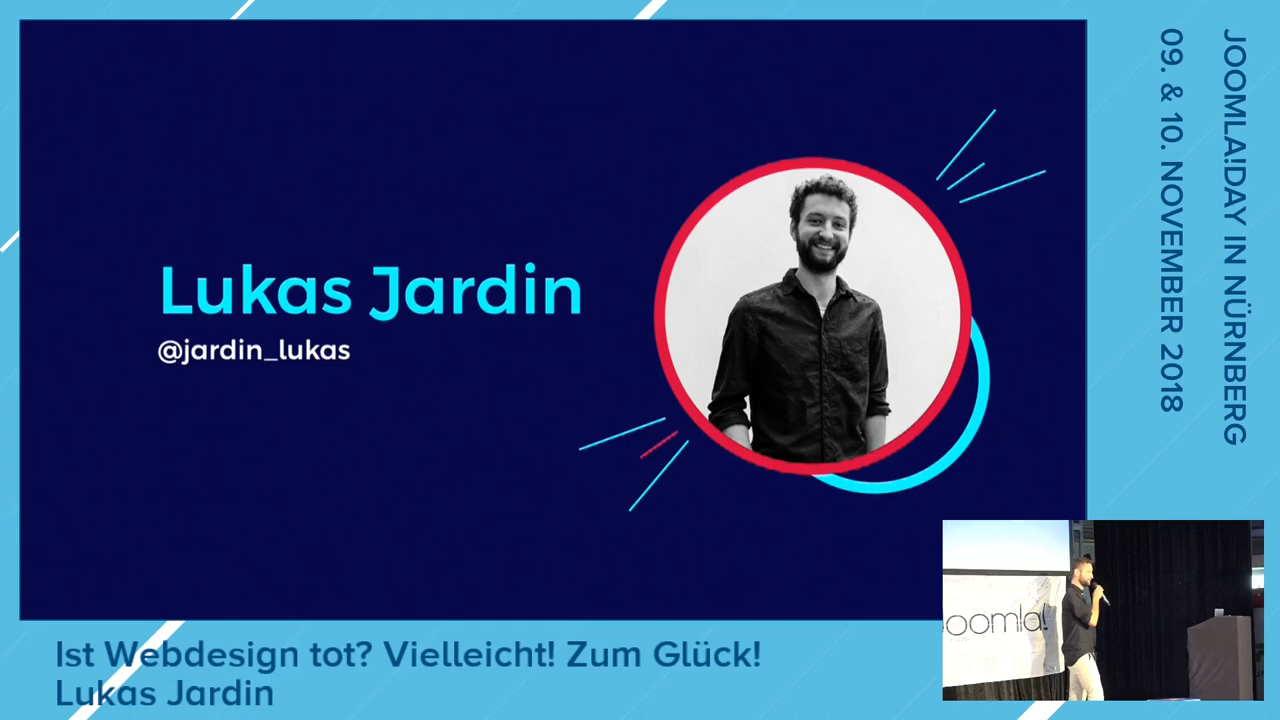 Lukas Jardin
@jardin_lukas
JOOMLA!DAY IN NÜRNBERG
09. & 10. NOVEMBER 2018
Joomla!
Ist Webdesign tot? Vielleicht! Zum Glück!
Lukas Jardin